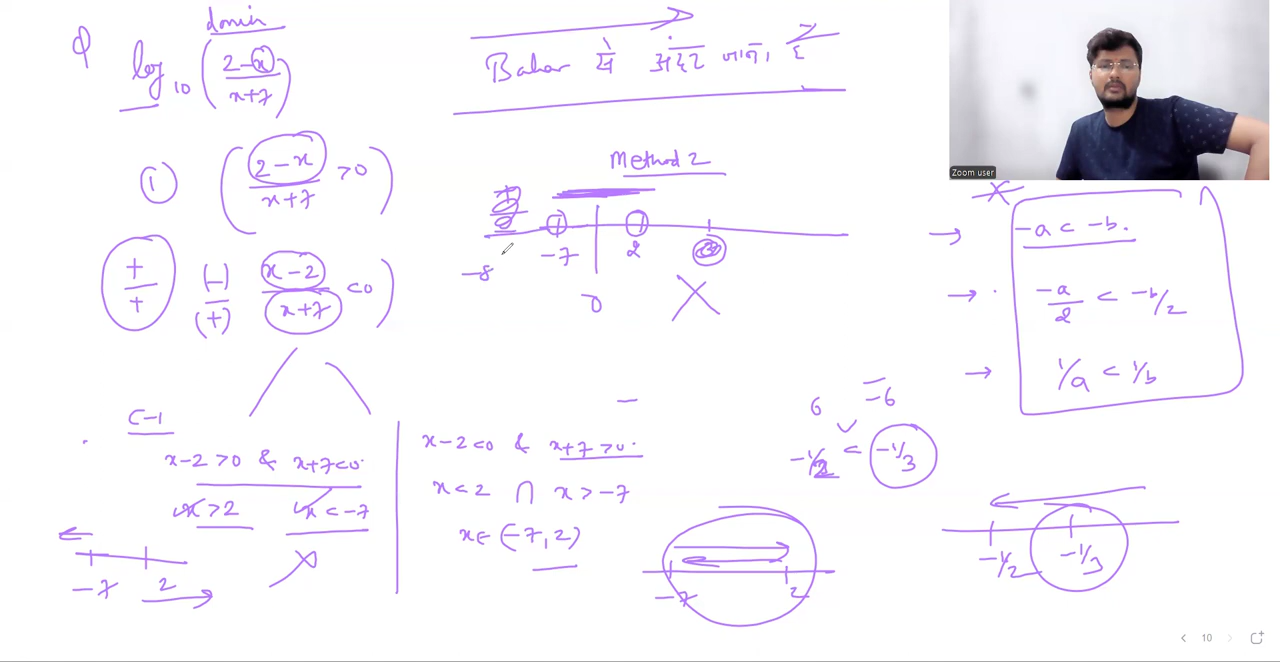 Q domin
log₁₀ (2-x/x+7)
Bahar से अंदर जाना है
① (2-x/x+7 > 0)
+/+ (-)/(+) x-2/x+7 < 0)
Method 2
-8 -7 0 2
-a < -b.
-a/2 < -b/2
1/a < 1/b
C-1
x-2 > 0 & x+7 < 0.
x > 2 x < -7
-7 2
x-2 < 0 & x+7 > 0.
x < 2 ∩ x > -7
x ∈ (-7, 2)
-7 2
6 -6
-1/2 < -1/3
-1/2 -1/3
Zoom user
10